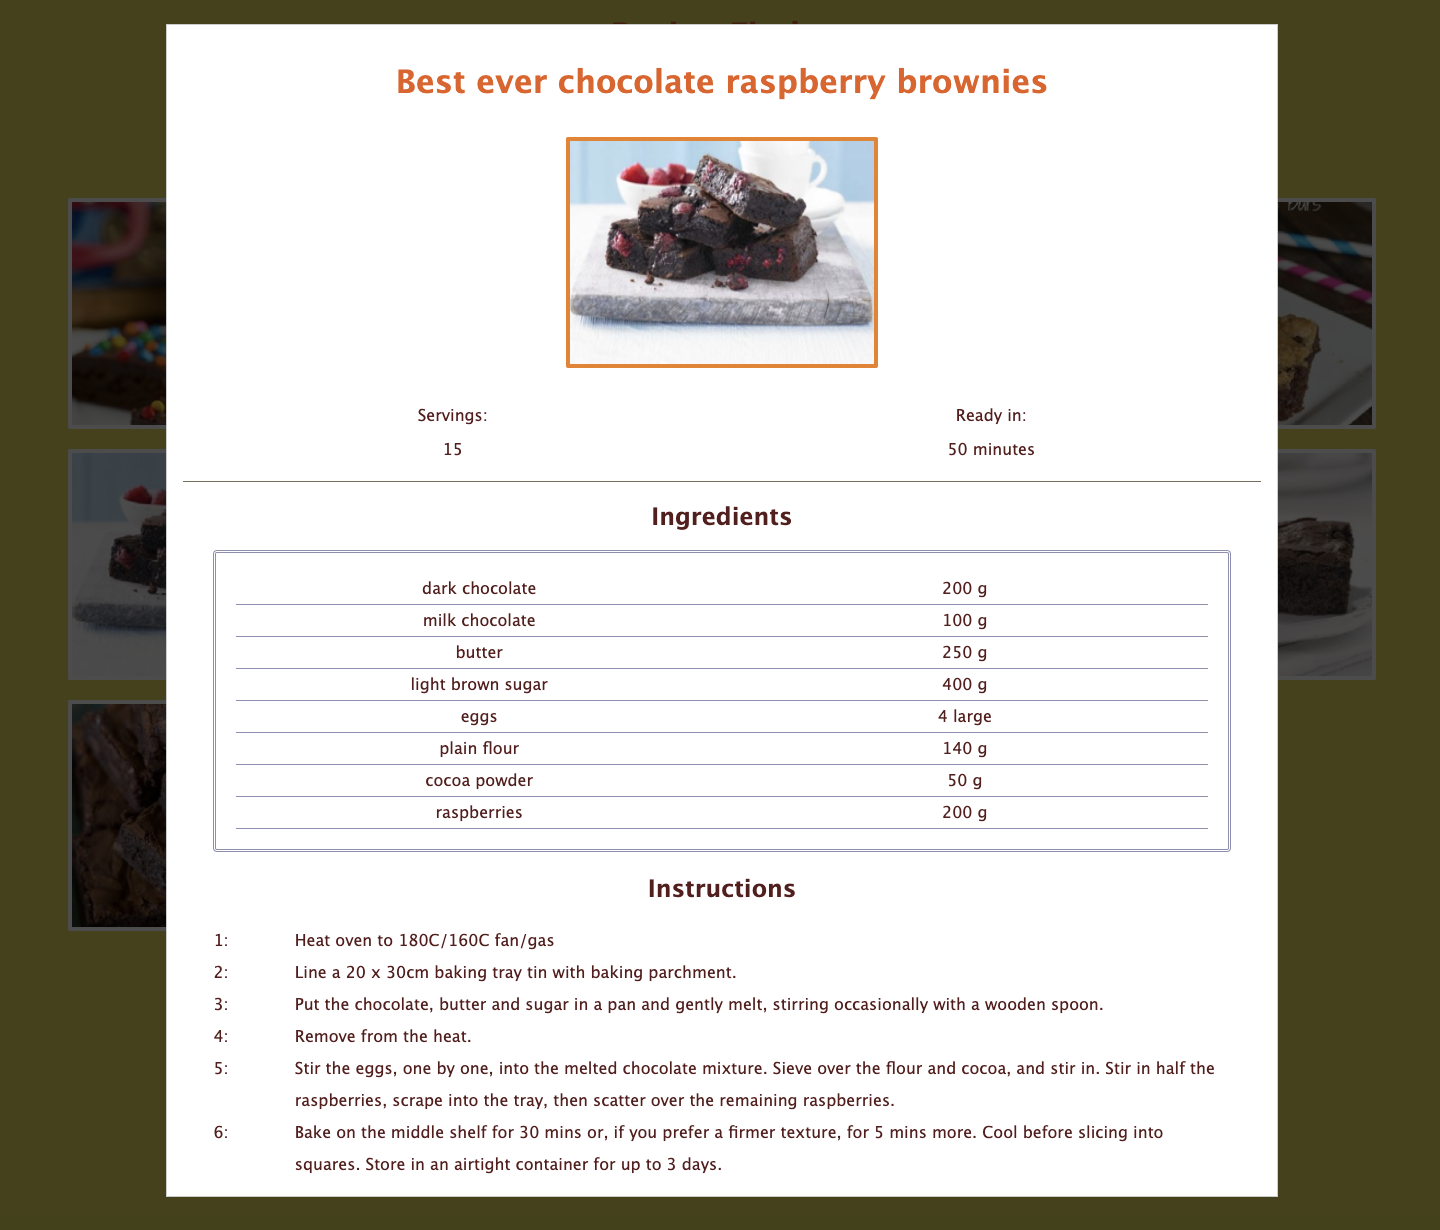 Best ever chocolate raspberry brownies
Bars
Servings:
Ready in:
15
50 minutes
Ingredients
dark chocolate 200 g
milk chocolate 100 g
butter 250 g
light brown sugar 400 g
eggs 4 large
plain flour 140 g
cocoa powder 50 g
raspberries 200 g
Instructions
1: Heat oven to 180C/160C fan/gas
2: Line a 20 x 30cm baking tray tin with baking parchment.
3: Put the chocolate, butter and sugar in a pan and gently melt, stirring occasionally with a wooden spoon.
4: Remove from the heat.
5: Stir the eggs, one by one, into the melted chocolate mixture. Sieve over the flour and cocoa, and stir in. Stir in half the
raspberries, scrape into the tray, then scatter over the remaining raspberries.
6: Bake on the middle shelf for 30 mins or, if you prefer a firmer texture, for 5 mins more. Cool before slicing into
squares. Store in an airtight container for up to 3 days.